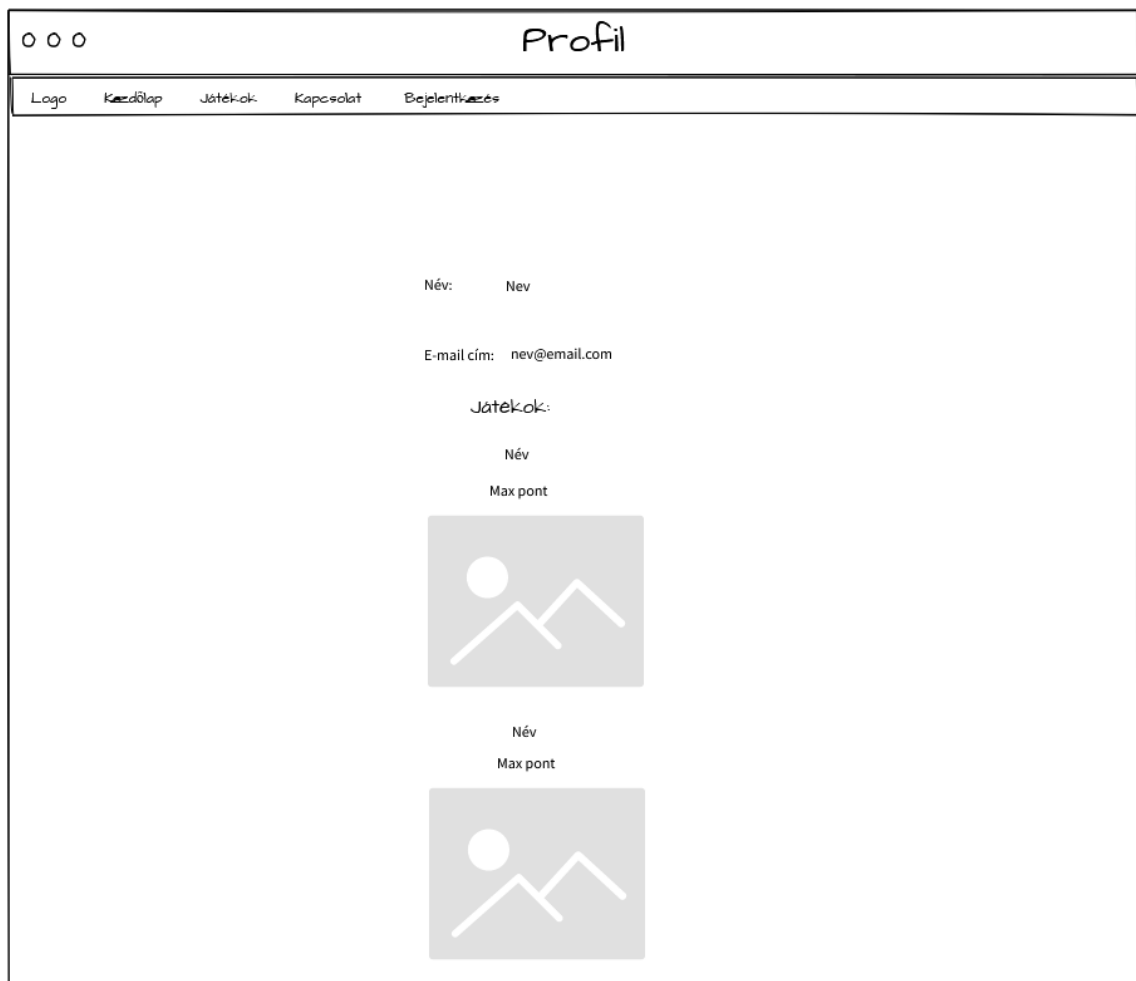 Profil
Logo Kezdőlap Játékok Kapcsolat Bejelentkezés
Név: Nev
E-mail cím: nev@email.com
Játékok:
Név
Max pont
Név
Max pont